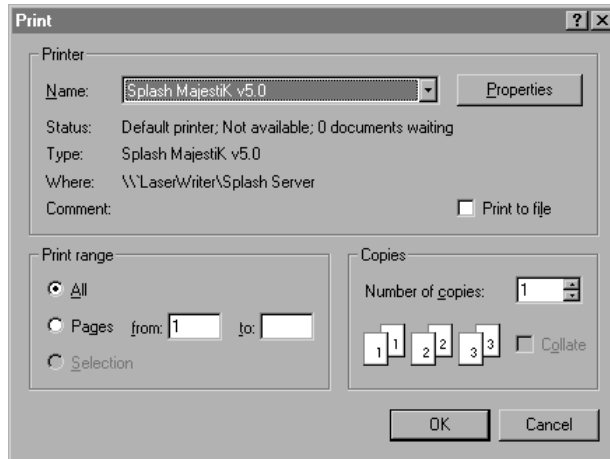 Print
Printer
Name: Splash MajestiK v5.0 Properties
Status: Default printer; Not available; 0 documents waiting
Type: Splash MajestiK v5.0
Where: \\`LaserWriter\Splash Server
Comment: Print to file
Print range
All
Pages from: 1 to:
Selection
Copies
Number of copies: 1
1 1 2 2 3 3 Collate
OK Cancel